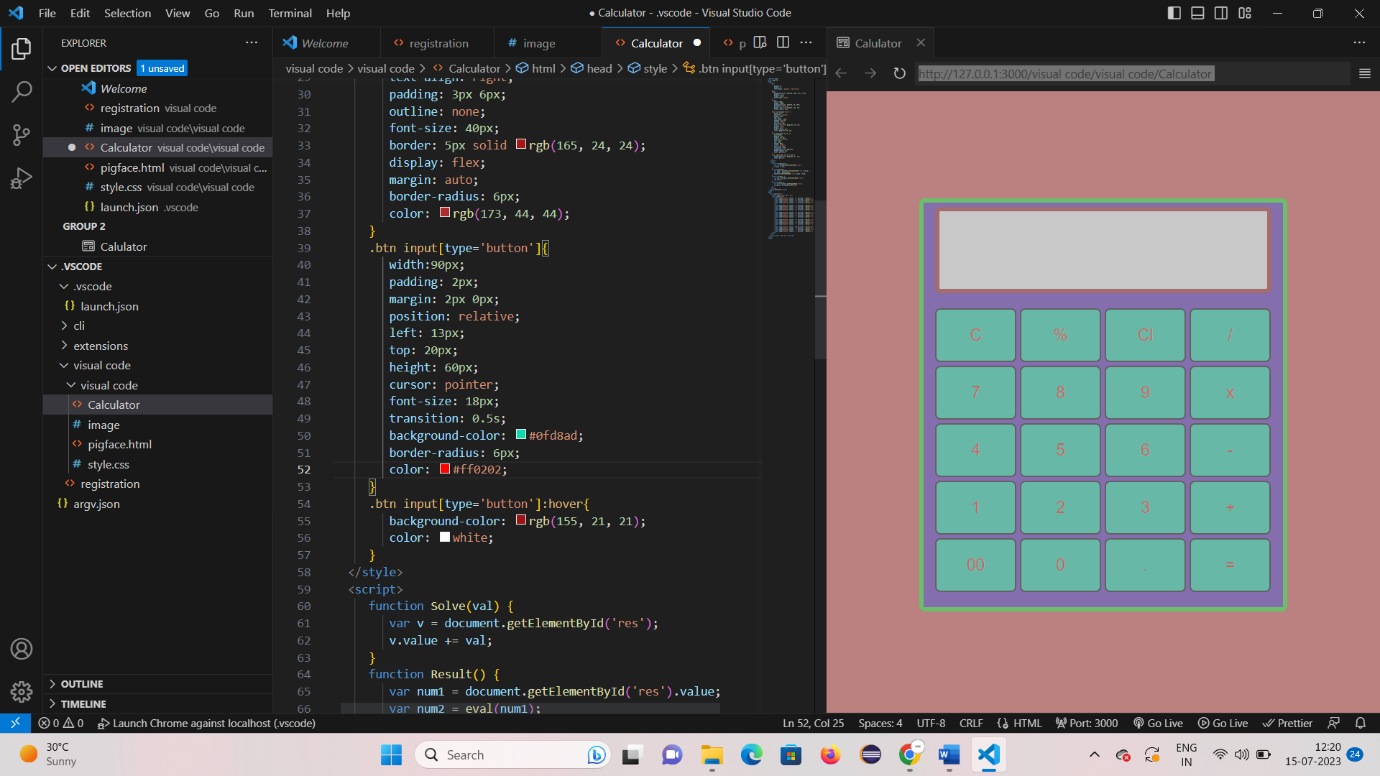 File Edit Selection View Go Run Terminal Help
● Calculator - .vscode - Visual Studio Code
EXPLORER
OPEN EDITORS 1 unsaved
Welcome
registration visual code
image visual code\visual code
Calculator visual code\visual code
pigface.html visual code\visual c...
style.css visual code\visual code
launch.json .vscode
GROUP 2
Calulator
.VSCODE
.vscode
launch.json
cli
extensions
visual code
visual code
Calculator
image
pigface.html
style.css
registration
argv.json
OUTLINE
TIMELINE
Welcome registration image Calculator p
visual code > visual code > Calculator > html > head > style > .btn input[type='button']
30 padding: 3px 6px;
31 outline: none;
32 font-size: 40px;
33 border: 5px solid rgb(165, 24, 24);
34 display: flex;
35 margin: auto;
36 border-radius: 6px;
37 color: rgb(173, 44, 44);
38 }
39 .btn input[type='button']{
40 width:90px;
41 padding: 2px;
42 margin: 2px 0px;
43 position: relative;
44 left: 13px;
45 top: 20px;
46 height: 60px;
47 cursor: pointer;
48 font-size: 18px;
49 transition: 0.5s;
50 background-color: #0fd8ad;
51 border-radius: 6px;
52 color: #ff0202;
53 }
54 .btn input[type='button']:hover{
55 background-color: rgb(155, 21, 21);
56 color: white;
57 }
58 </style>
59 <script>
60 function Solve(val) {
61 var v = document.getElementById('res');
62 v.value += val;
63 }
64 function Result() {
65 var num1 = document.getElementById('res').value;
66 var num2 = eval(num1);
Calulator
http://127.0.0.1:3000/visual code/visual code/Calculator
C % Cl /
7 8 9 x
4 5 6 -
1 2 3 +
00 0 . =
0 0 Launch Chrome against localhost (.vscode)
Ln 52, Col 25 Spaces: 4 UTF-8 CRLF HTML Port: 3000 Go Live Go Live Prettier
30°C
Sunny
Search
ENG
IN
12:20
15-07-2023
24